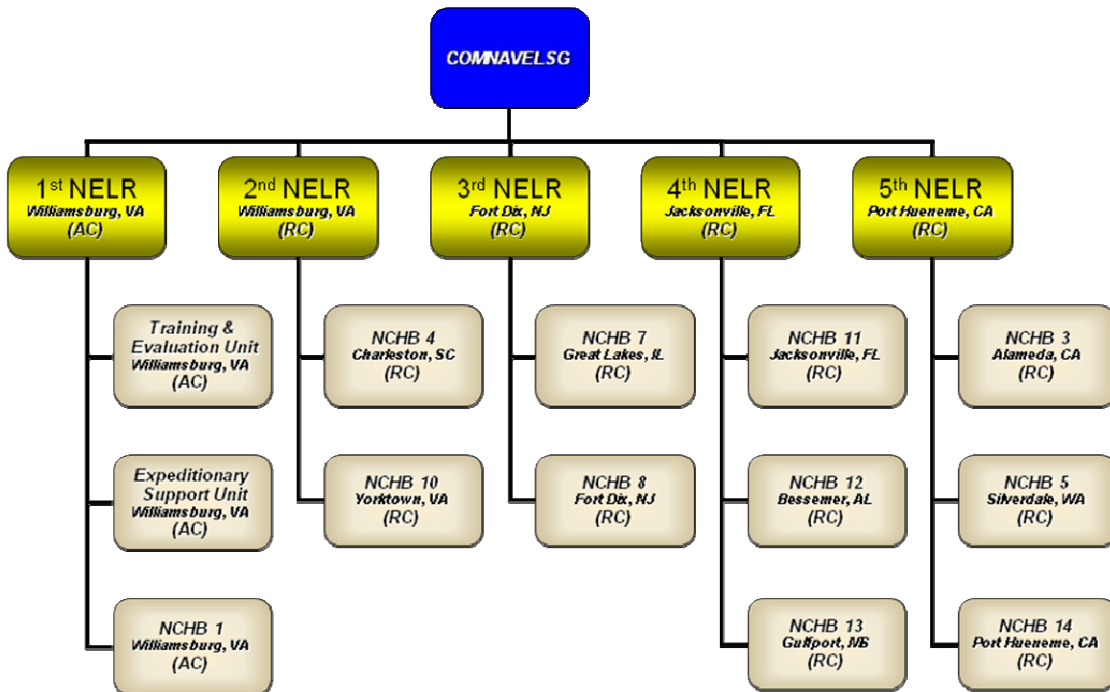 COMNAVELSG
1st NELR
Williamsburg, VA
(AC)
2nd NELR
Williamsburg, VA
(RC)
3rd NELR
Fort Dix, NJ
(RC)
4th NELR
Jacksonville, FL
(RC)
5th NELR
Port Hueneme, CA
(RC)
Training &
Evaluation Unit
Williamsburg, VA
(AC)
NCHB 4
Charleston, SC
(RC)
NCHB 7
Great Lakes, IL
(RC)
NCHB 11
Jacksonville, FL
(RC)
NCHB 3
Alameda, CA
(RC)
Expeditionary
Support Unit
Williamsburg, VA
(AC)
NCHB 10
Yorktown, VA
(RC)
NCHB 8
Fort Dix, NJ
(RC)
NCHB 12
Bessemer, AL
(RC)
NCHB 5
Silverdale, WA
(RC)
NCHB 1
Williamsburg, VA
(AC)
NCHB 13
Gulfport, MS
(RC)
NCHB 14
Port Hueneme, CA
(RC)